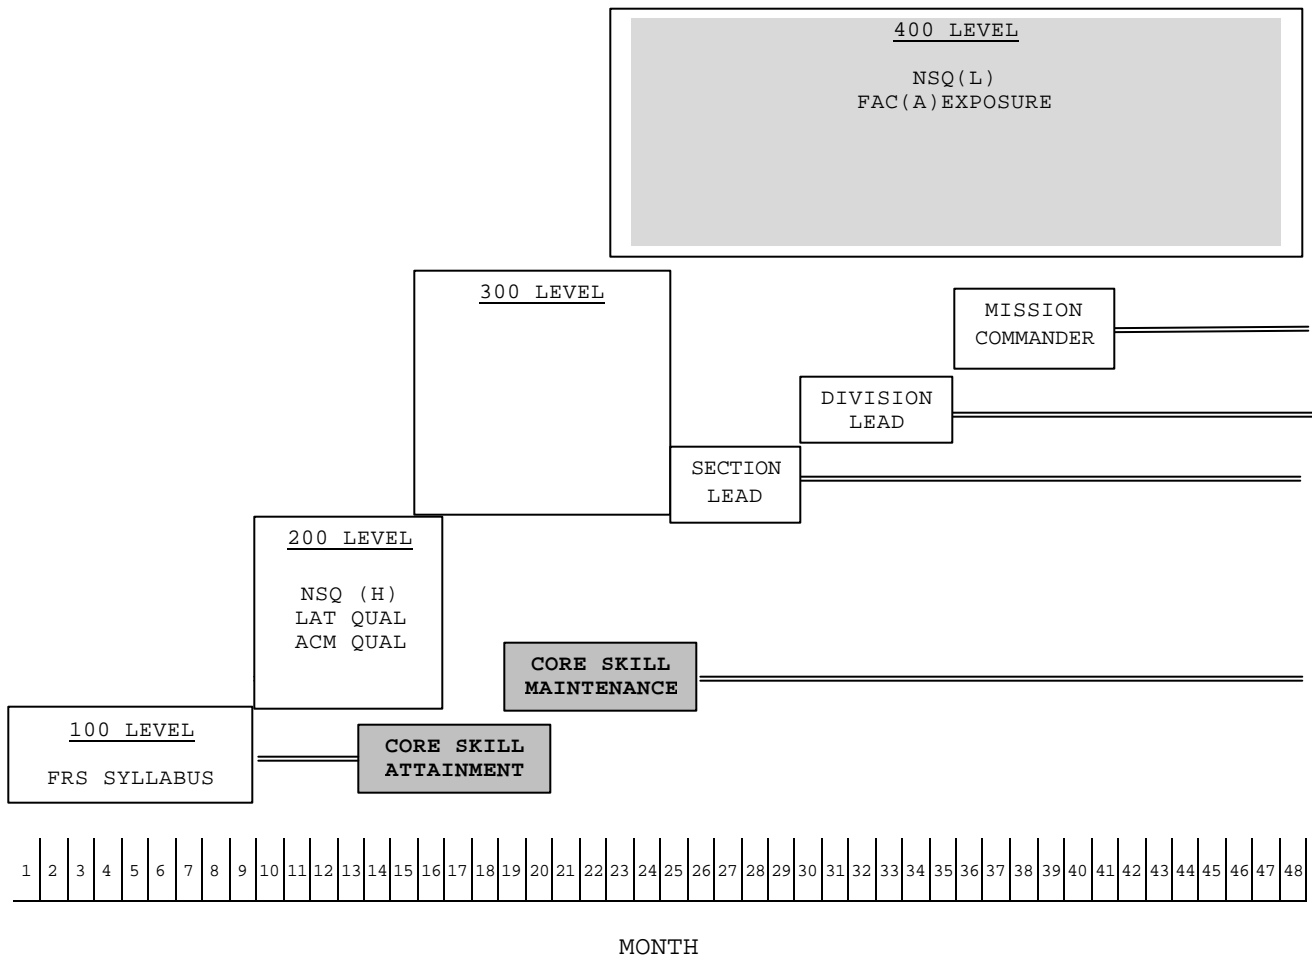 400 LEVEL
NSQ(L)
FAC(A)EXPOSURE
300 LEVEL
MISSION
COMMANDER
DIVISION
LEAD
SECTION
LEAD
200 LEVEL
NSQ (H)
LAT QUAL
ACM QUAL
CORE SKILL
MAINTENANCE
100 LEVEL
FRS SYLLABUS
CORE SKILL
ATTAINMENT
1 2 3 4 5 6 7 8 9 10 11 12 13 14 15 16 17 18 19 20 21 22 23 24 25 26 27 28 29 30 31 32 33 34 35 36 37 38 39 40 41 42 43 44 45 46 47 48
MONTH